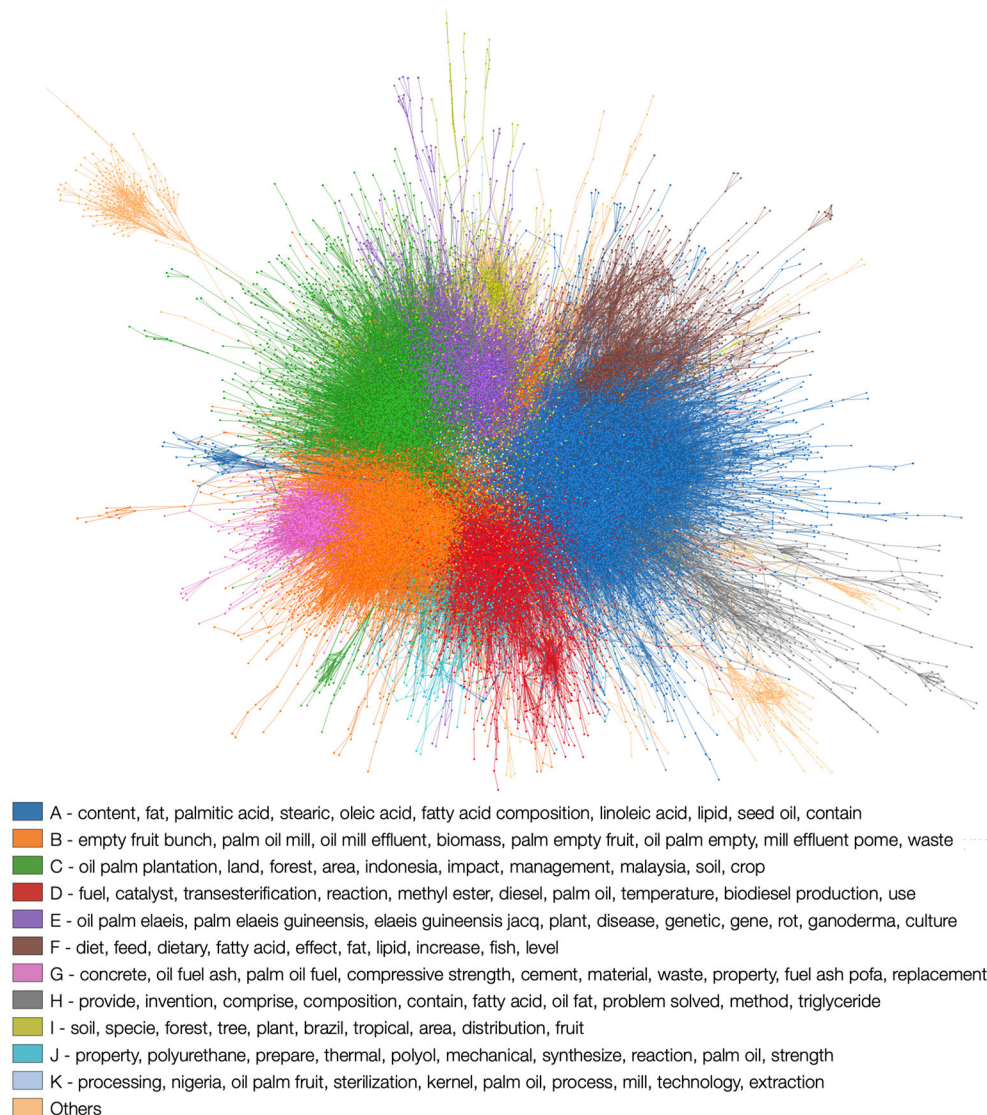 A - content, fat, palmitic acid, stearic, oleic acid, fatty acid composition, linoleic acid, lipid, seed oil, contain
B - empty fruit bunch, palm oil mill, oil mill effluent, biomass, palm empty fruit, oil palm empty, mill effluent pome, waste
C - oil palm plantation, land, forest, area, indonesia, impact, management, malaysia, soil, crop
D - fuel, catalyst, transesterification, reaction, methyl ester, diesel, palm oil, temperature, biodiesel production, use
E - oil palm elaeis, palm elaeis guineensis, elaeis guineensis jacq, plant, disease, genetic, gene, rot, ganoderma, culture
F - diet, feed, dietary, fatty acid, effect, fat, lipid, increase, fish, level
G - concrete, oil fuel ash, palm oil fuel, compressive strength, cement, material, waste, property, fuel ash pofa, replacement
H - provide, invention, comprise, composition, contain, fatty acid, oil fat, problem solved, method, triglyceride
I - soil, specie, forest, tree, plant, brazil, tropical, area, distribution, fruit
J - property, polyurethane, prepare, thermal, polyol, mechanical, synthesize, reaction, palm oil, strength
K - processing, nigeria, oil palm fruit, sterilization, kernel, palm oil, process, mill, technology, extraction
Others